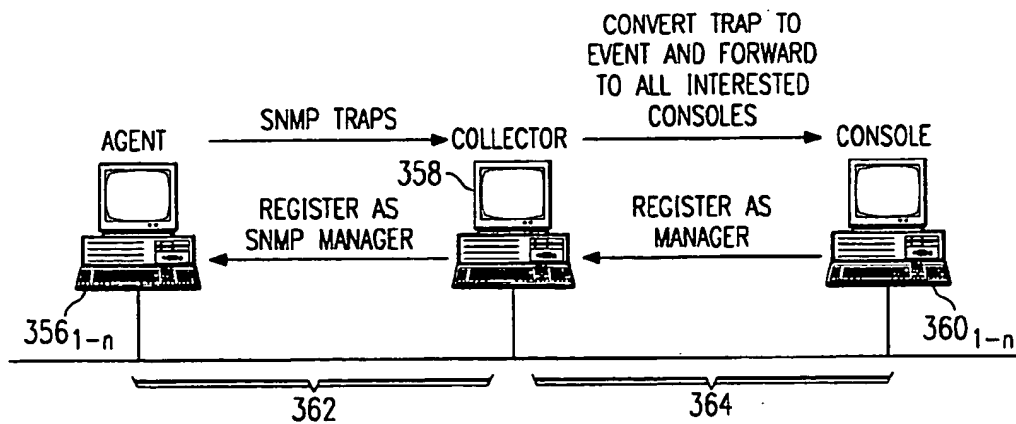 CONVERT TRAP TO
EVENT AND FORWARD
TO ALL INTERESTED
CONSOLES
AGENT
SNMP TRAPS
COLLECTOR
CONSOLE
358
REGISTER AS
SNMP MANAGER
REGISTER AS
MANAGER
356 1-n
360 1-n
362
364